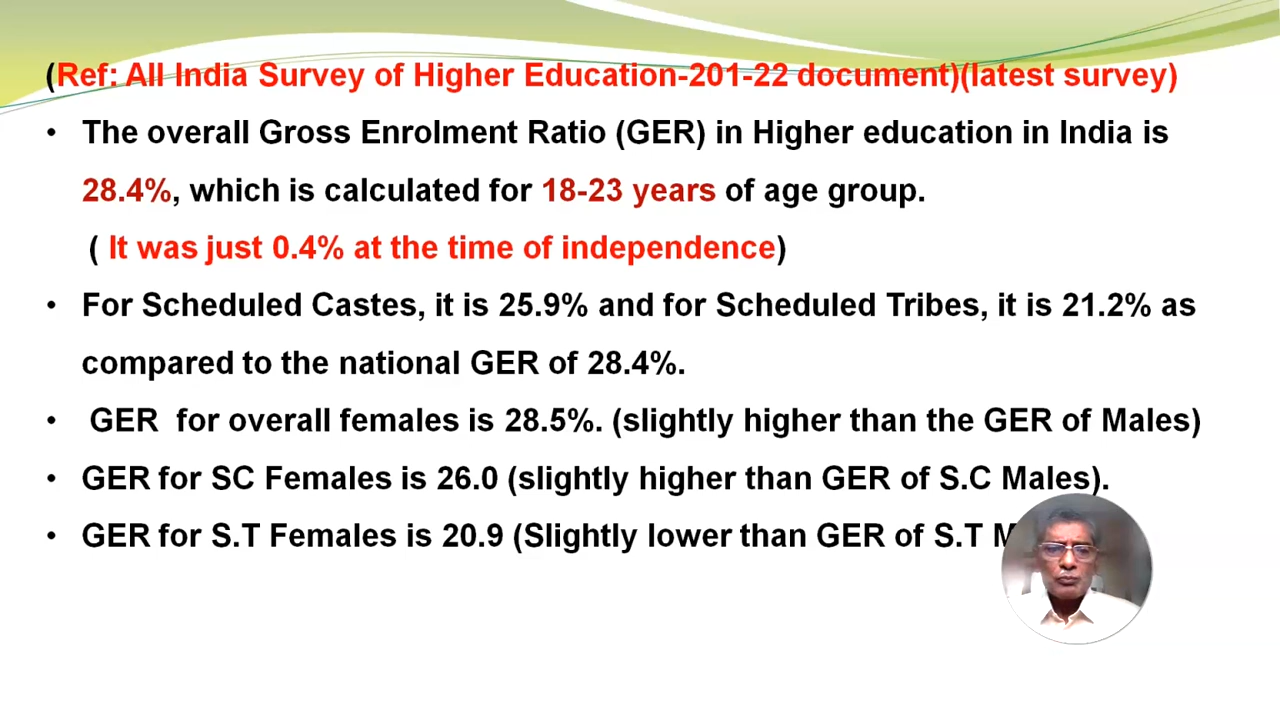 (Ref: All India Survey of Higher Education-201-22 document)(latest survey)
• The overall Gross Enrolment Ratio (GER) in Higher education in India is
28.4%, which is calculated for 18-23 years of age group.
( It was just 0.4% at the time of independence)
• For Scheduled Castes, it is 25.9% and for Scheduled Tribes, it is 21.2% as
compared to the national GER of 28.4%.
• GER for overall females is 28.5%. (slightly higher than the GER of Males)
• GER for SC Females is 26.0 (slightly higher than GER of S.C Males).
• GER for S.T Females is 20.9 (Slightly lower than GER of S.T